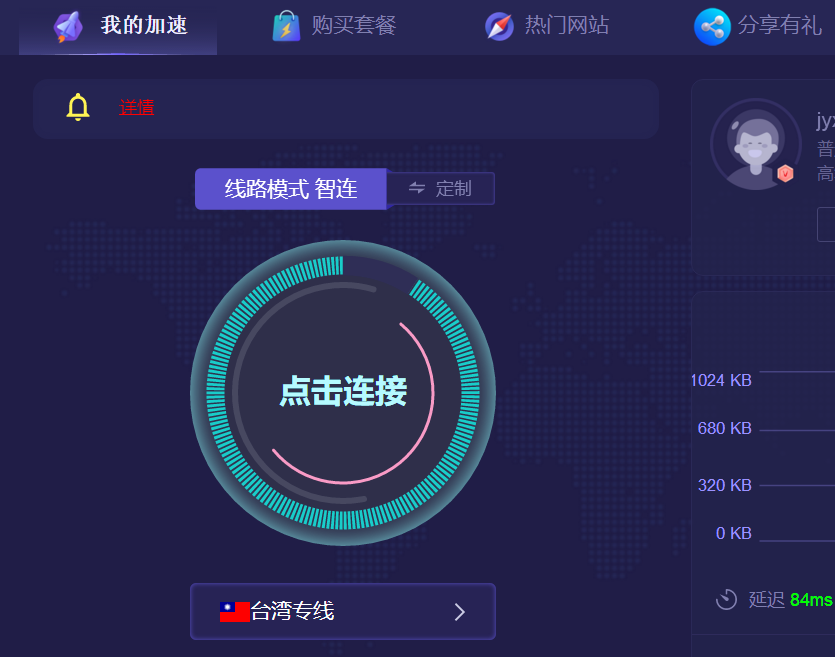 我的加速
购买套餐
热门网站
分享有礼
详情
线路模式 智连
定制
点击连接
台湾专线
jyx
普
高
1024 KB
680 KB
320 KB
0 KB
延迟 84ms